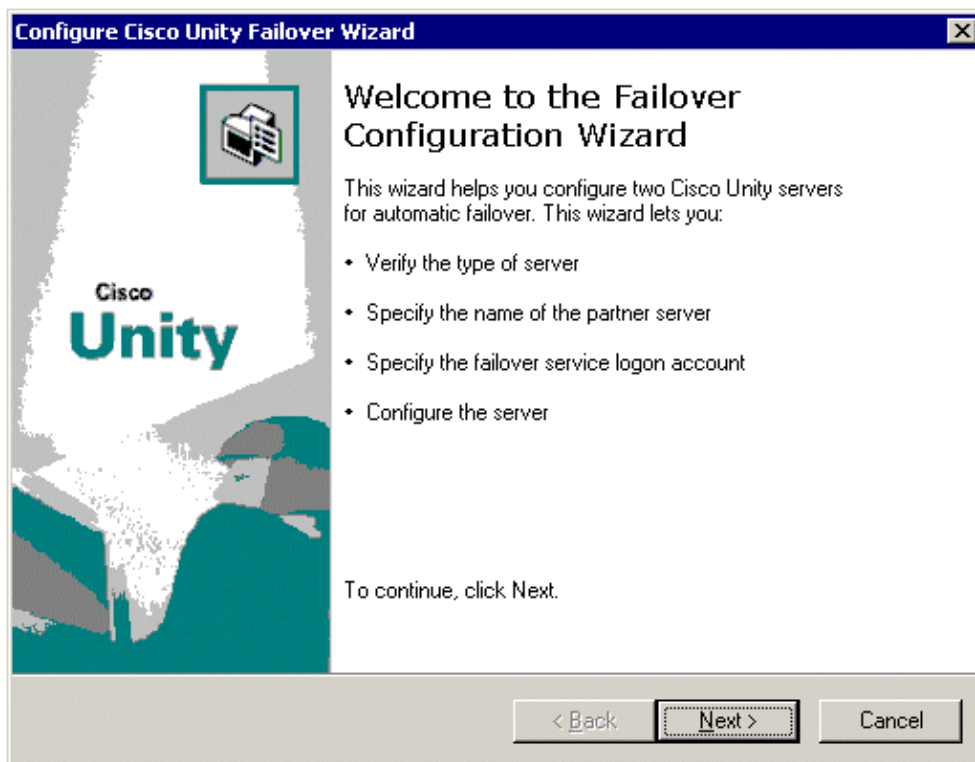 Configure Cisco Unity Failover Wizard
Cisco
Unity
Welcome to the Failover
Configuration Wizard
This wizard helps you configure two Cisco Unity servers
for automatic failover. This wizard lets you:
• Verify the type of server
• Specify the name of the partner server
• Specify the failover service logon account
• Configure the server
To continue, click Next.
< Back
Next >
Cancel